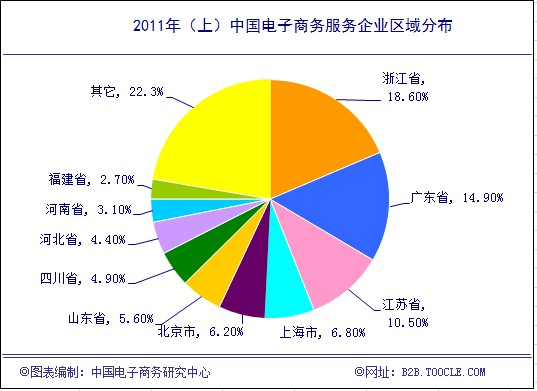 2011年（上）中国电子商务服务企业区域分布
其它, 22.3%
浙江省,
18.60%
福建省, 2.70%
广东省, 14.90%
河南省, 3.10%
河北省, 4.40%
四川省, 4.90%
山东省, 5.60%
江苏省,
10.50%
北京市, 6.20%
上海市, 6.80%
◎图表编制: 中国电子商务研究中心
◎网址: B2B.TOOCLE.COM